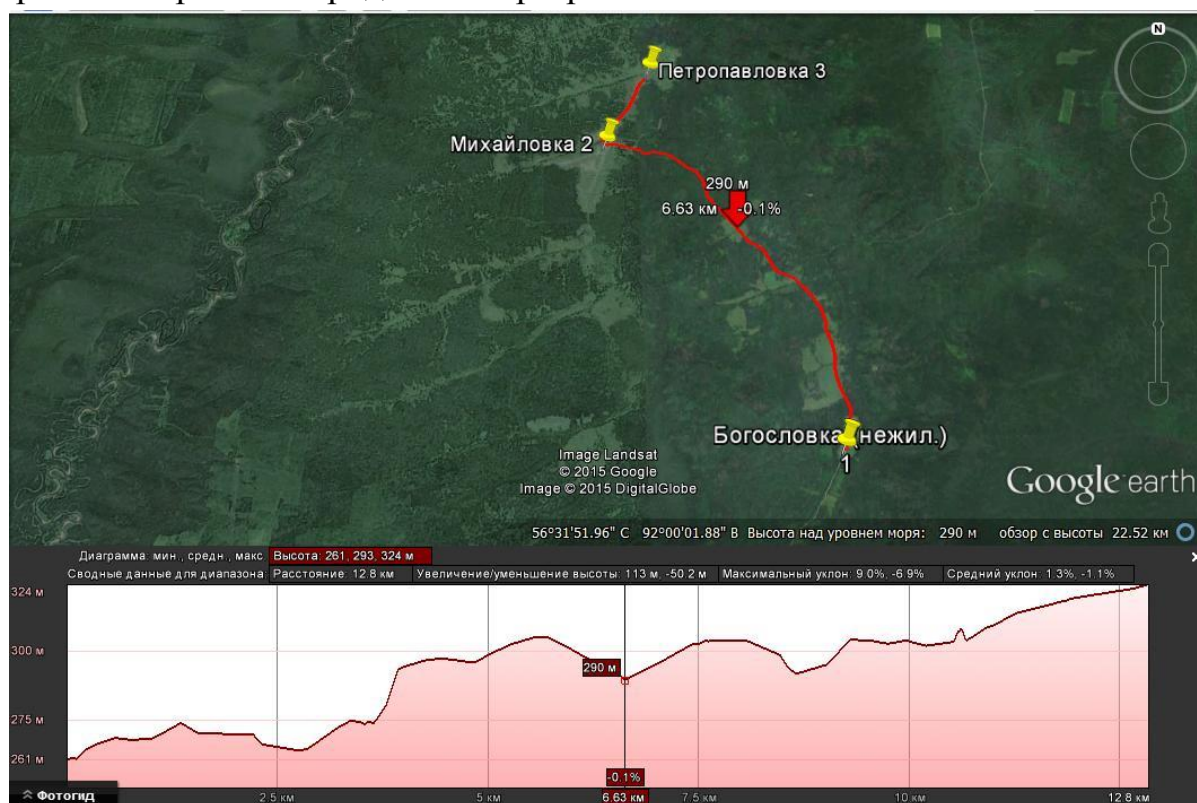 N
Петропавловка 3
Михайловка 2
290 м
6.63 км -0.1%
Богословка (нежил.)
1
Image Landsat
© 2015 Google
Image © 2015 DigitalGlobe
Google earth
56°31'51.96" С 92°00'01.88" В Высота над уровнем моря: 290 м обзор с высоты 22.52 км
Диаграмма: мин., средн., макс Высота: 261, 293, 324 м
Сводные данные для диапазона Расстояние: 12.8 км Увеличение/уменьшение высоты: 113 м, -50.2 м Максимальный уклон: 9.0%, -6.9% Средний уклон: 1.3%, -1.1%
324 м
300 м
290 м
275 м
261 м
-0.1%
Фотогид
2.5 км 5 км 6.63 км 7.5 км 10 км 12.8 км